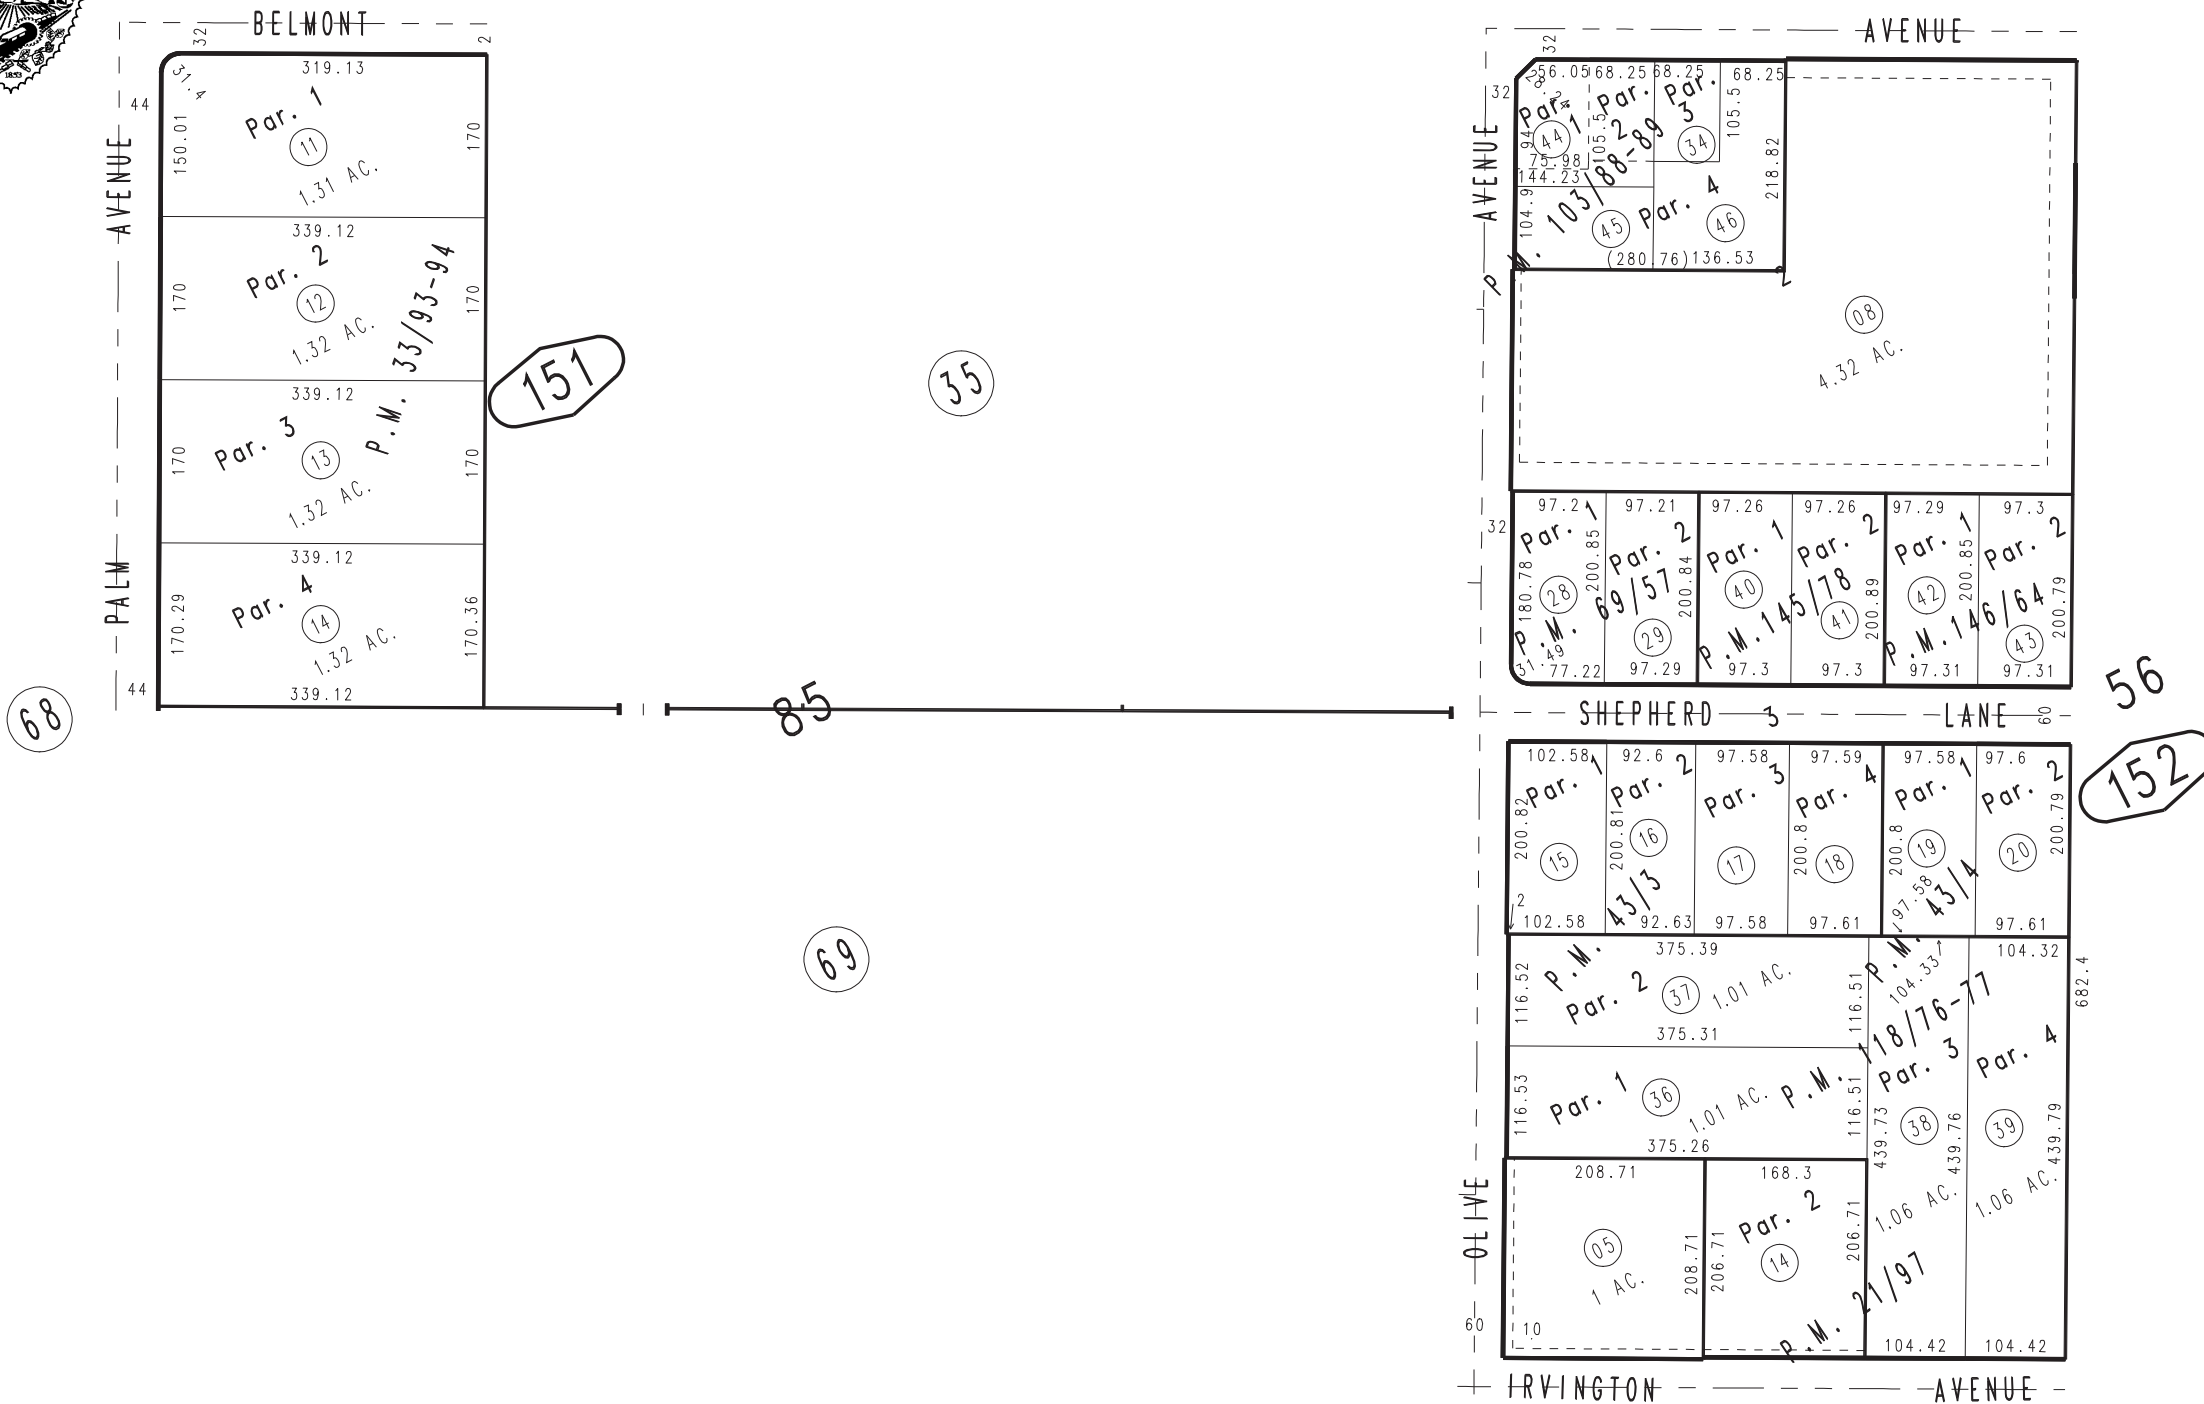 1853
BELMONT
32
2
319.13
31.4
44
150.01
Par. 1
11
1.31 AC.
170
AVENUE
339.12
Par. 2
12
1.32 AC.
170
170
P.M. 33/93-94
151
339.12
Par. 3
13
1.32 AC.
170
170
339.12
Par. 4
14
1.32 AC.
170.29
170.36
339.12
PALM
44
68
85
35
69
AVENUE
32
32
AVENUE
56.05
68.25
68.25
68.25
28.24
Par. 1
44
94
75.98
Par. 2
105.5
Par. 3
34
105.5
218.82
144.23
104.9
45
Par. 4
46
P.M. 103/88-89
(280.76)
136.53
2
08
4.32 AC.
32
97.2
97.21
97.26
97.26
97.29
97.3
Par. 1
Par. 2
Par. 1
Par. 2
Par. 1
Par. 2
180.78
28
200.85
29
200.84
40
41
200.89
42
200.85
43
200.79
P.M. 69/57
P.M. 145/78
P.M. 146/64
31.49
77.22
97.29
97.3
97.3
97.31
97.31
56
SHEPHERD
3
LANE
60
152
102.58
92.6
97.58
97.59
97.58
97.6
Par. 1
Par. 2
Par. 3
Par. 4
Par. 1
Par. 2
200.82
15
200.81
16
17
200.8
18
200.8
19
20
200.79
2
97.58
102.58
92.63
97.58
97.61
97.61
P.M. 43/3
P.M. 43/4
375.39
104.33
104.32
116.52
Par. 2
37
1.01 AC.
116.51
682.4
375.31
P.M. 118/76-77
116.53
Par. 1
36
1.01 AC.
116.51
375.26
Par. 3
38
439.73
439.76
1.06 AC.
Par. 4
39
439.79
1.06 AC.
208.71
168.3
05
1 AC.
208.71
206.71
Par. 2
14
206.71
P.M. 21/97
OLIVE
60
10
104.42
104.42
IRVINGTON
AVENUE